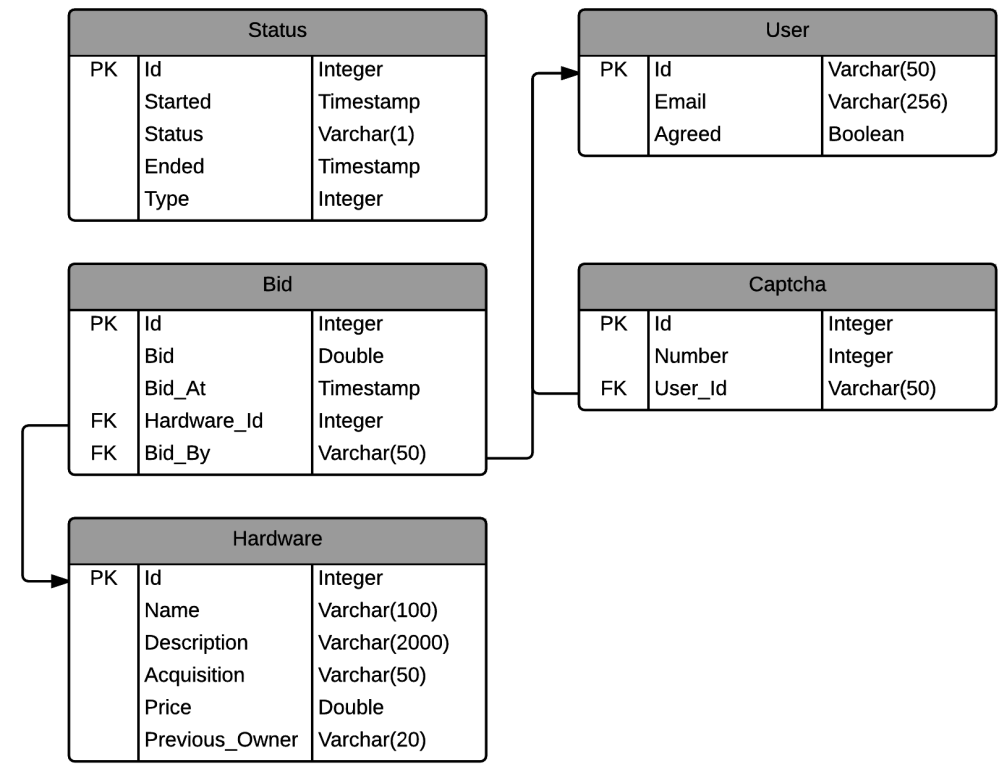 Status
PK Id Integer
Started Timestamp
Status Varchar(1)
Ended Timestamp
Type Integer
User
PK Id Varchar(50)
Email Varchar(256)
Agreed Boolean
Bid
PK Id Integer
Bid Double
Bid_At Timestamp
FK Hardware_Id Integer
FK Bid_By Varchar(50)
Captcha
PK Id Integer
Number Integer
FK User_Id Varchar(50)
Hardware
PK Id Integer
Name Varchar(100)
Description Varchar(2000)
Acquisition Varchar(50)
Price Double
Previous_Owner Varchar(20)